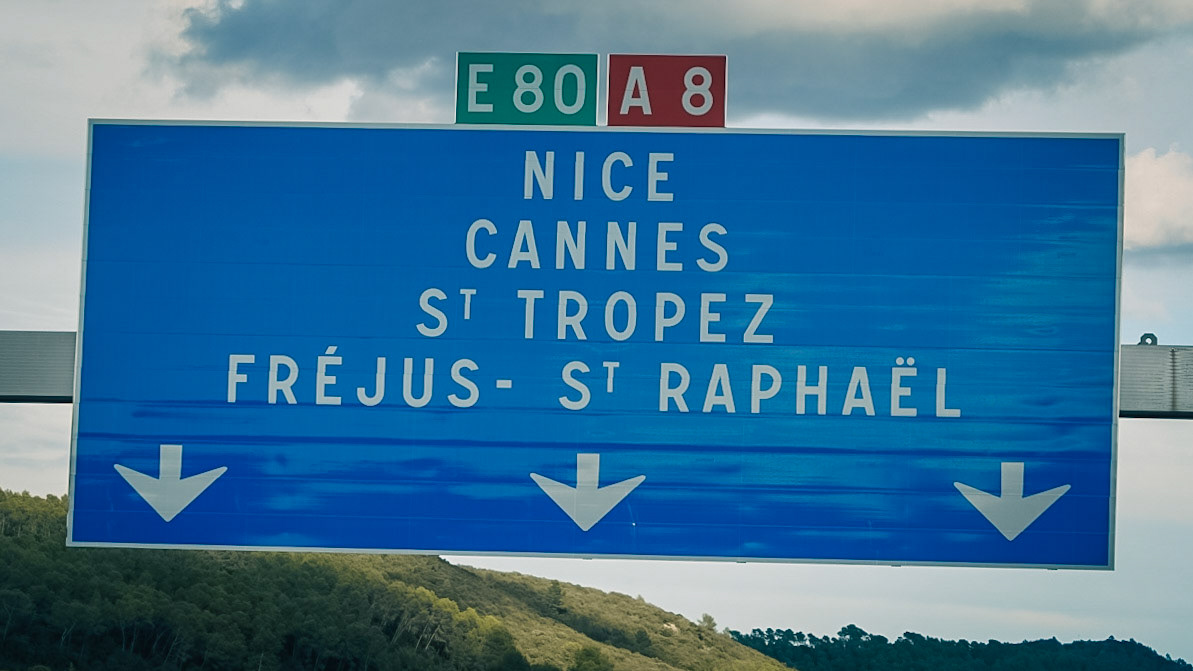 E 80 A 8
NICE
CANNES
ST TROPEZ
FRÉJUS- ST RAPHAËL